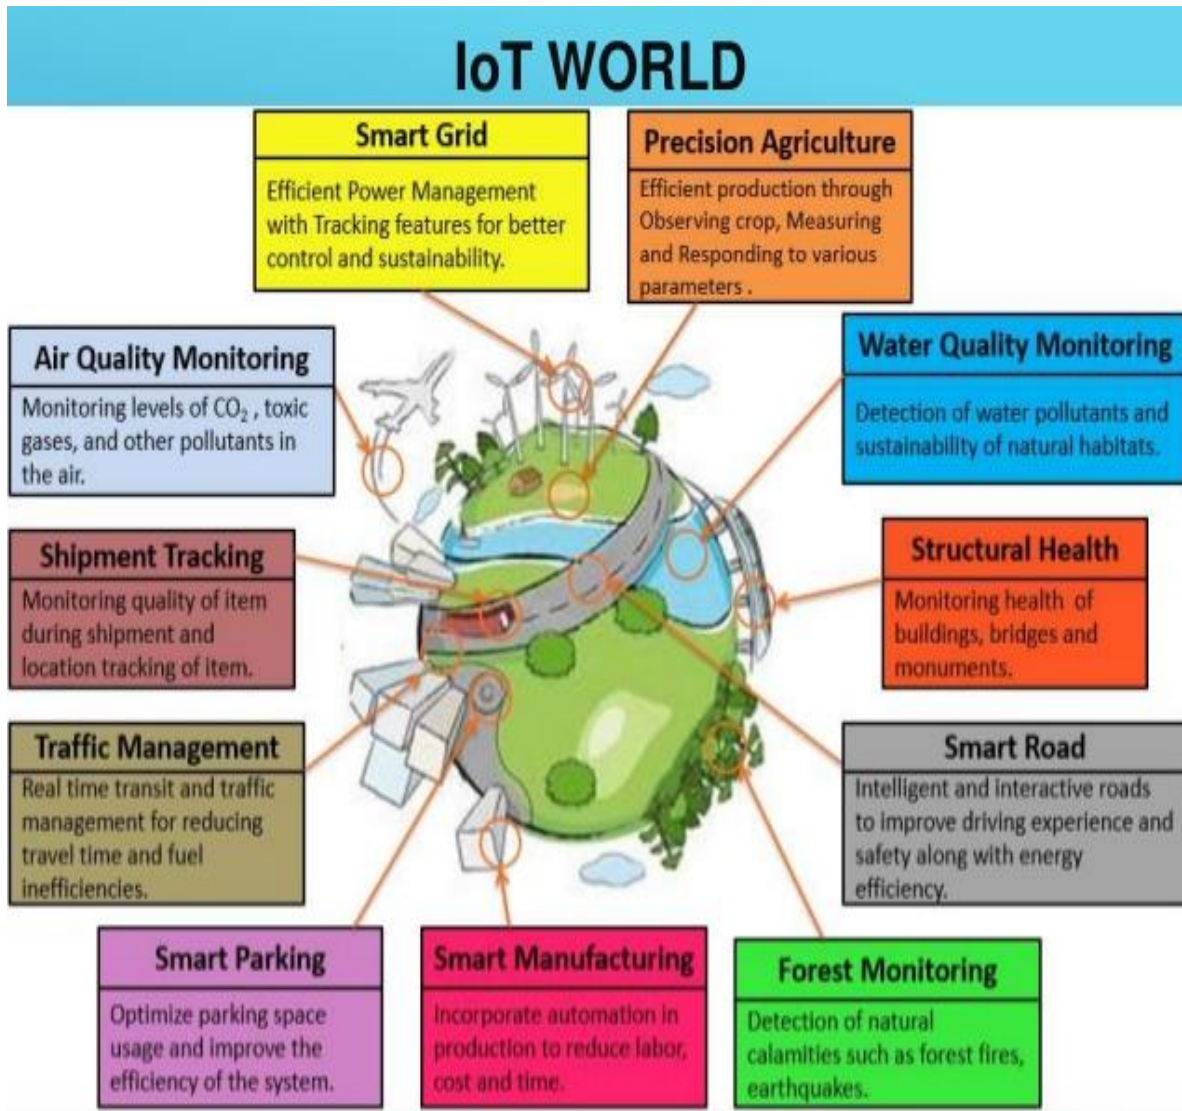 IoT WORLD
Smart Grid
Efficient Power Management
with Tracking features for better
control and sustainability.
Precision Agriculture
Efficient production through
Observing crop, Measuring
and Responding to various
parameters .
Air Quality Monitoring
Monitoring levels of CO₂ , toxic
gases, and other pollutants in
the air.
Water Quality Monitoring
Detection of water pollutants and
sustainability of natural habitats.
Shipment Tracking
Monitoring quality of item
during shipment and
location tracking of item.
Structural Health
Monitoring health of
buildings, bridges and
monuments.
Traffic Management
Real time transit and traffic
management for reducing
travel time and fuel
inefficiencies.
Smart Road
Intelligent and interactive roads
to improve driving experience and
safety along with energy
efficiency.
Smart Parking
Optimize parking space
usage and improve the
efficiency of the system.
Smart Manufacturing
Incorporate automation in
production to reduce labor,
cost and time.
Forest Monitoring
Detection of natural
calamities such as forest fires,
earthquakes.